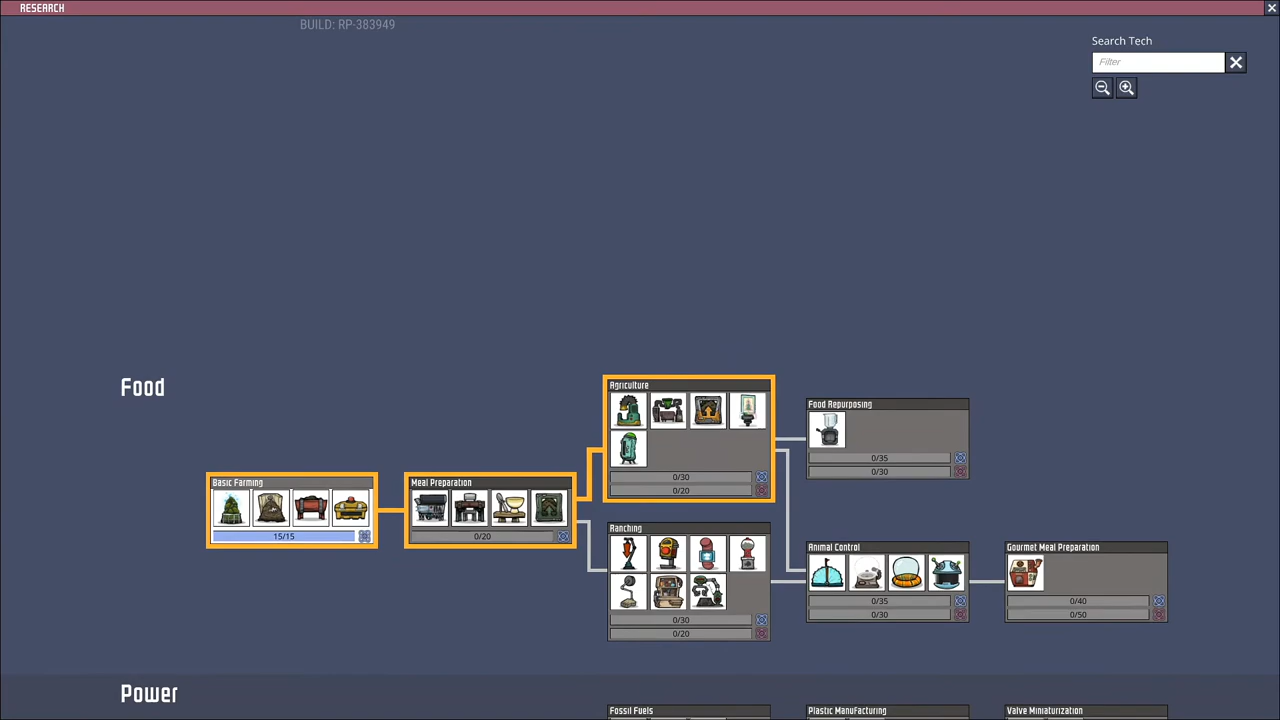 RESEARCH
BUILD: RP-383949
Search Tech
Filter
Food
Agriculture
0/30
0/20
Food Repurposing
0/35
0/30
Basic Farming
15/15
Meal Preparation
0/20
Ranching
0/30
0/20
Animal Control
0/35
0/30
Gourmet Meal Preparation
0/40
0/50
Power
Fossil Fuels
Plastic Manufacturing
Valve Miniaturization